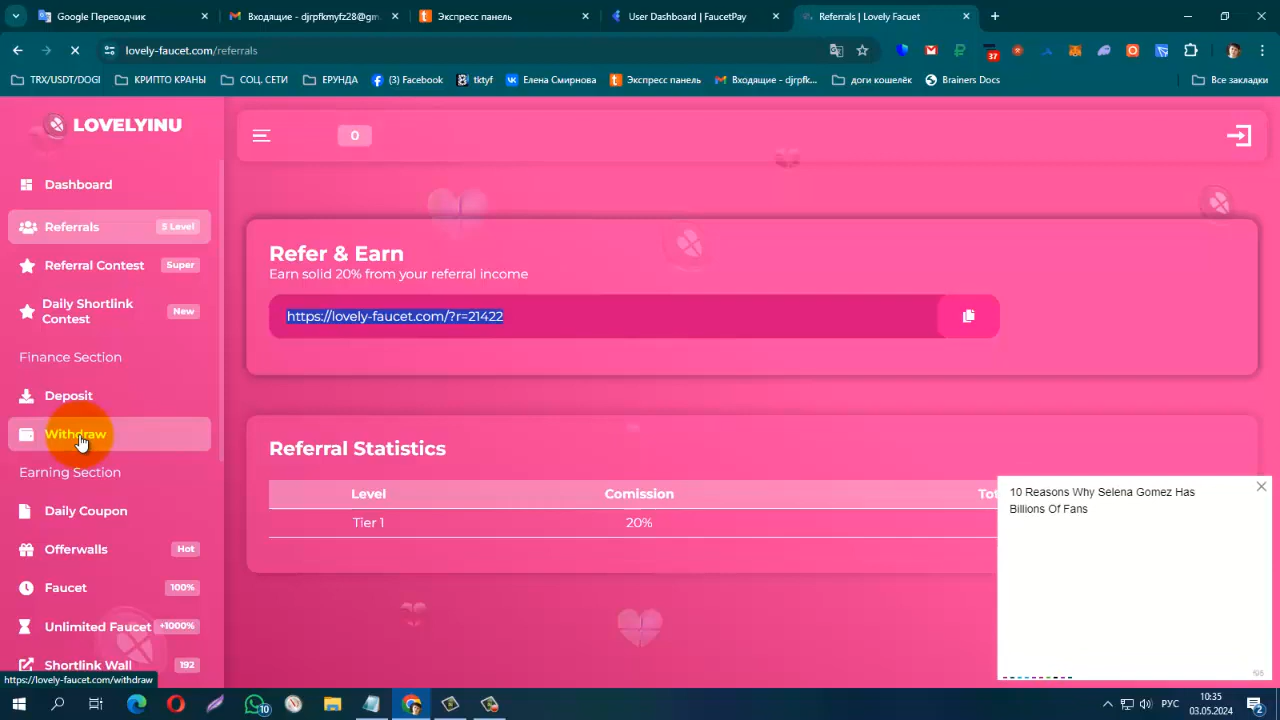 Google Переводчик
Входящие - djrpfkmyfz28@gm
Экспресс панель
User Dashboard | FaucetPay
Referrals | Lovely Facuet
lovely-faucet.com/referrals
37
TRX/USDT/DOGI
КРИПТО КРАНЫ
СОЦ. СЕТИ
ЕРУНДА
(3) Facebook
tktyf
Елена Смирнова
Экспресс панель
Входящие - djrpfk...
доги кошелёк
Brainers Docs
Все закладки
LOVELYINU
0
Dashboard
Referrals
5 Level
Referral Contest
Super
Daily Shortlink
Contest
New
Finance Section
Deposit
Withdraw
Earning Section
Daily Coupon
Offerwalls
Hot
Faucet
100%
Unlimited Faucet
+1000%
Shortlink Wall
192
https://lovely-faucet.com/withdraw
Refer & Earn
Earn solid 20% from your referral income
https://lovely-faucet.com/?r=21422
Referral Statistics
Level
Comission
Tot
Tier 1
20%
10 Reasons Why Selena Gomez Has
Billions Of Fans
10
РУС
10:35
03.05.2024
2